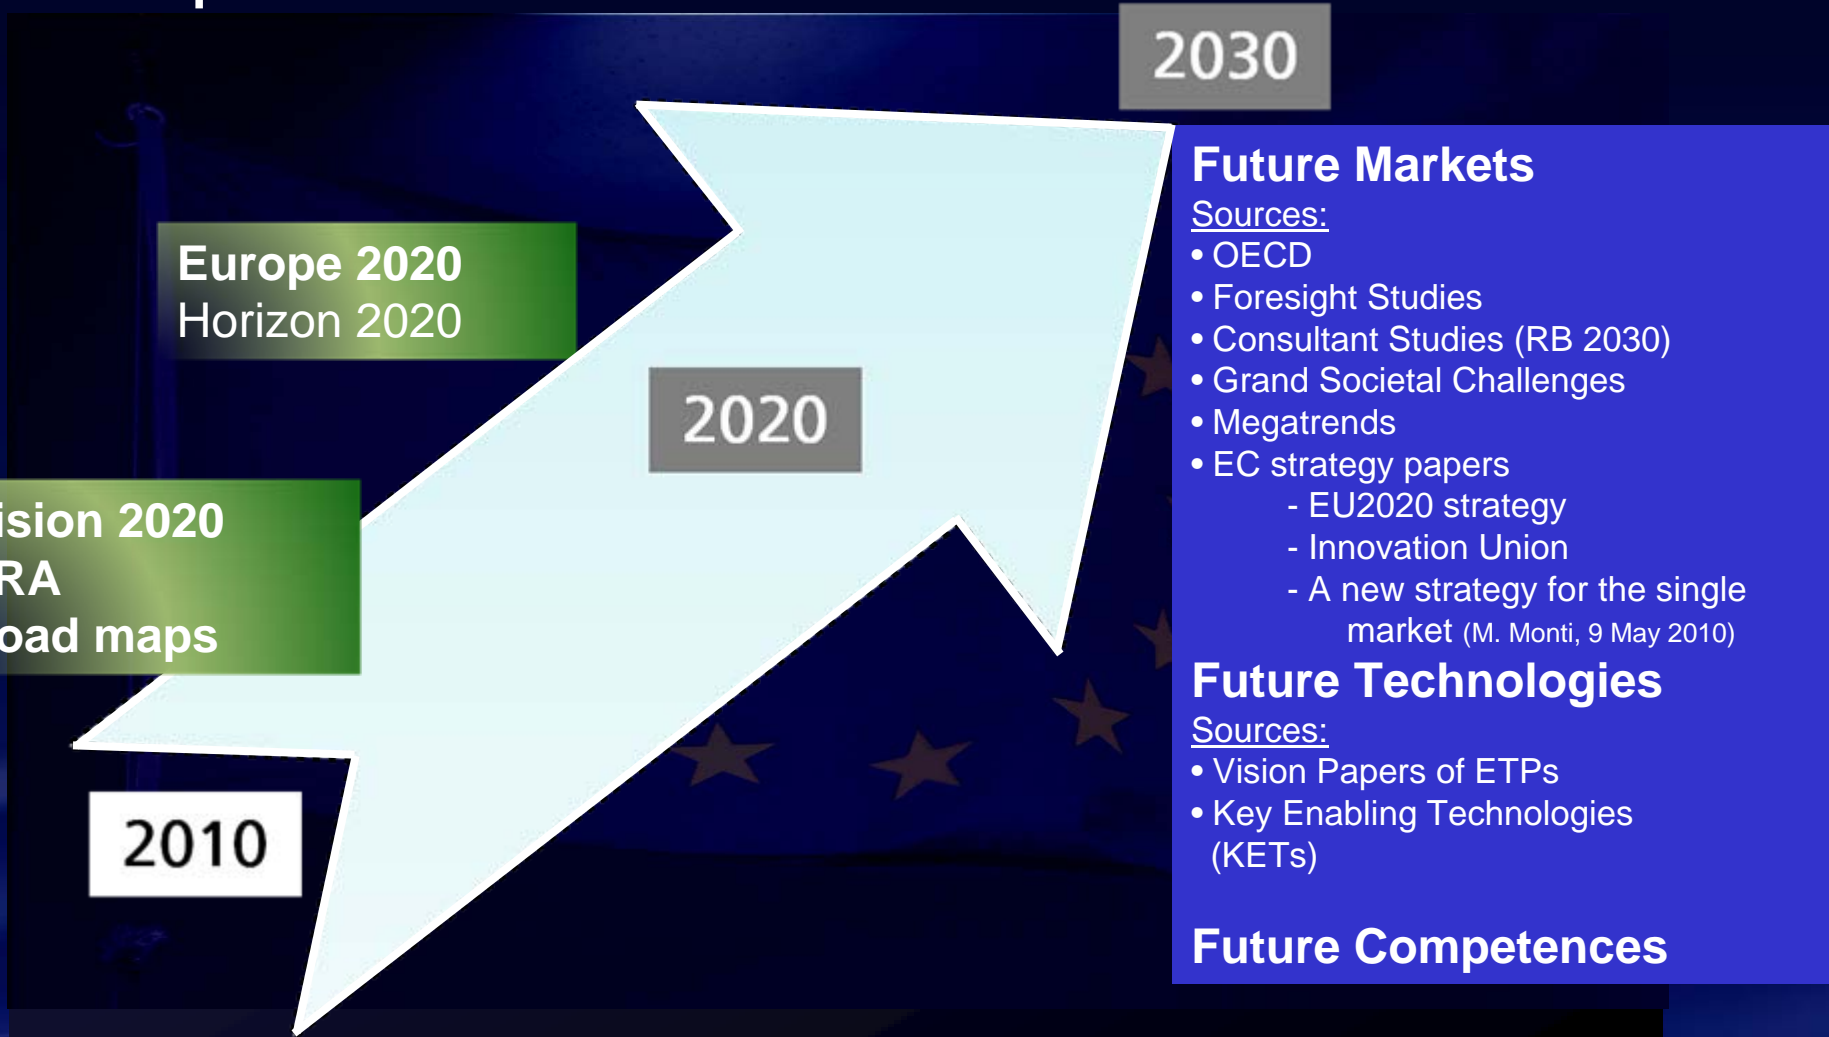 2030
Future Markets
Sources:
• OECD
• Foresight Studies
• Consultant Studies (RB 2030)
• Grand Societal Challenges
• Megatrends
• EC strategy papers
- EU2020 strategy
- Innovation Union
- A new strategy for the single
market (M. Monti, 9 May 2010)
Future Technologies
Sources:
• Vision Papers of ETPs
• Key Enabling Technologies
(KETs)
Future Competences
Europe 2020
Horizon 2020
2020
ision 2020
RA
oad maps
2010